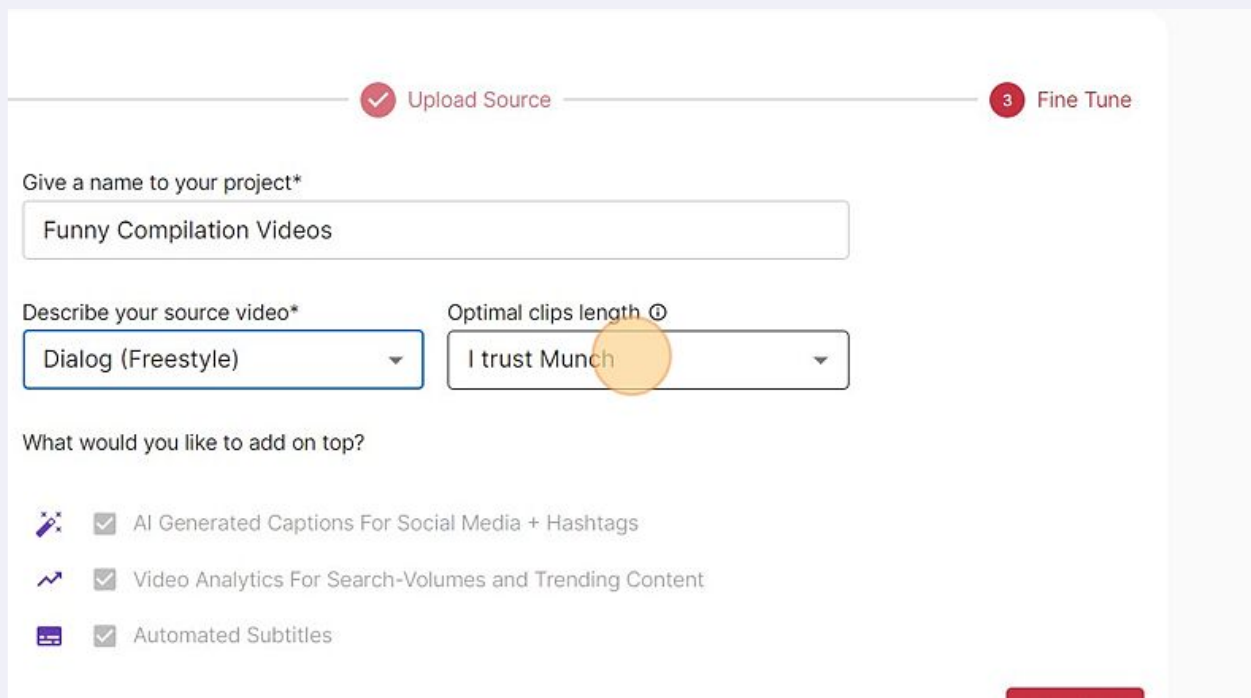 Upload Source
3 Fine Tune
Give a name to your project*
Funny Compilation Videos
Describe your source video*
Optimal clips length
Dialog (Freestyle)
I trust Munch
What would you like to add on top?
AI Generated Captions For Social Media + Hashtags
Video Analytics For Search-Volumes and Trending Content
Automated Subtitles